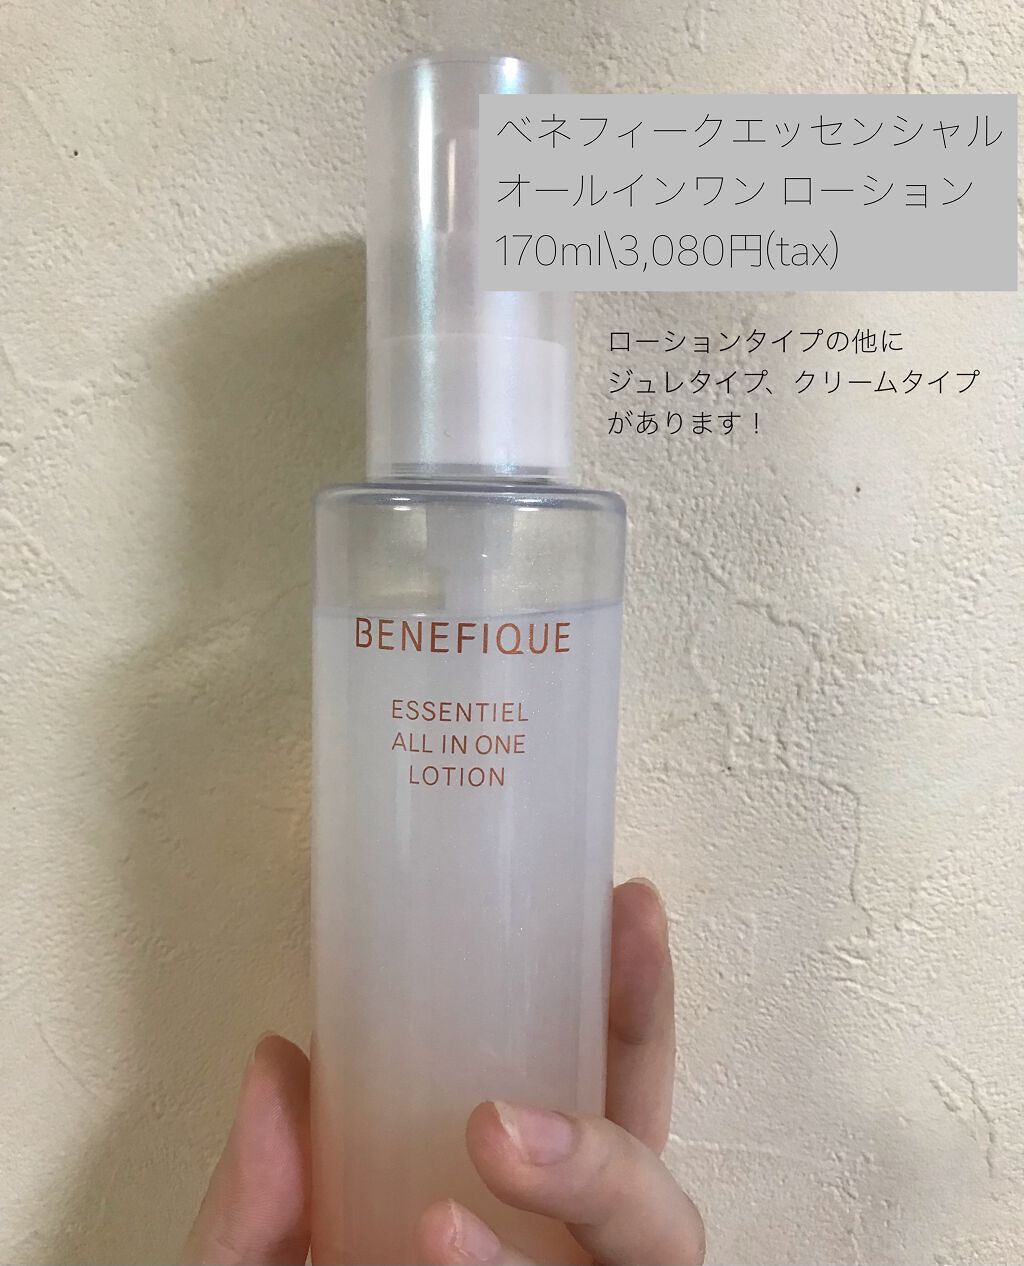 ベネフィークエッセンシャル
オールインワン ローション
170ml\3,080円(tax)
ローションタイプの他に
ジュレタイプ、クリームタイプ
があります！
BENEFIQUE
ESSENTIEL
ALL IN ONE
LOTION